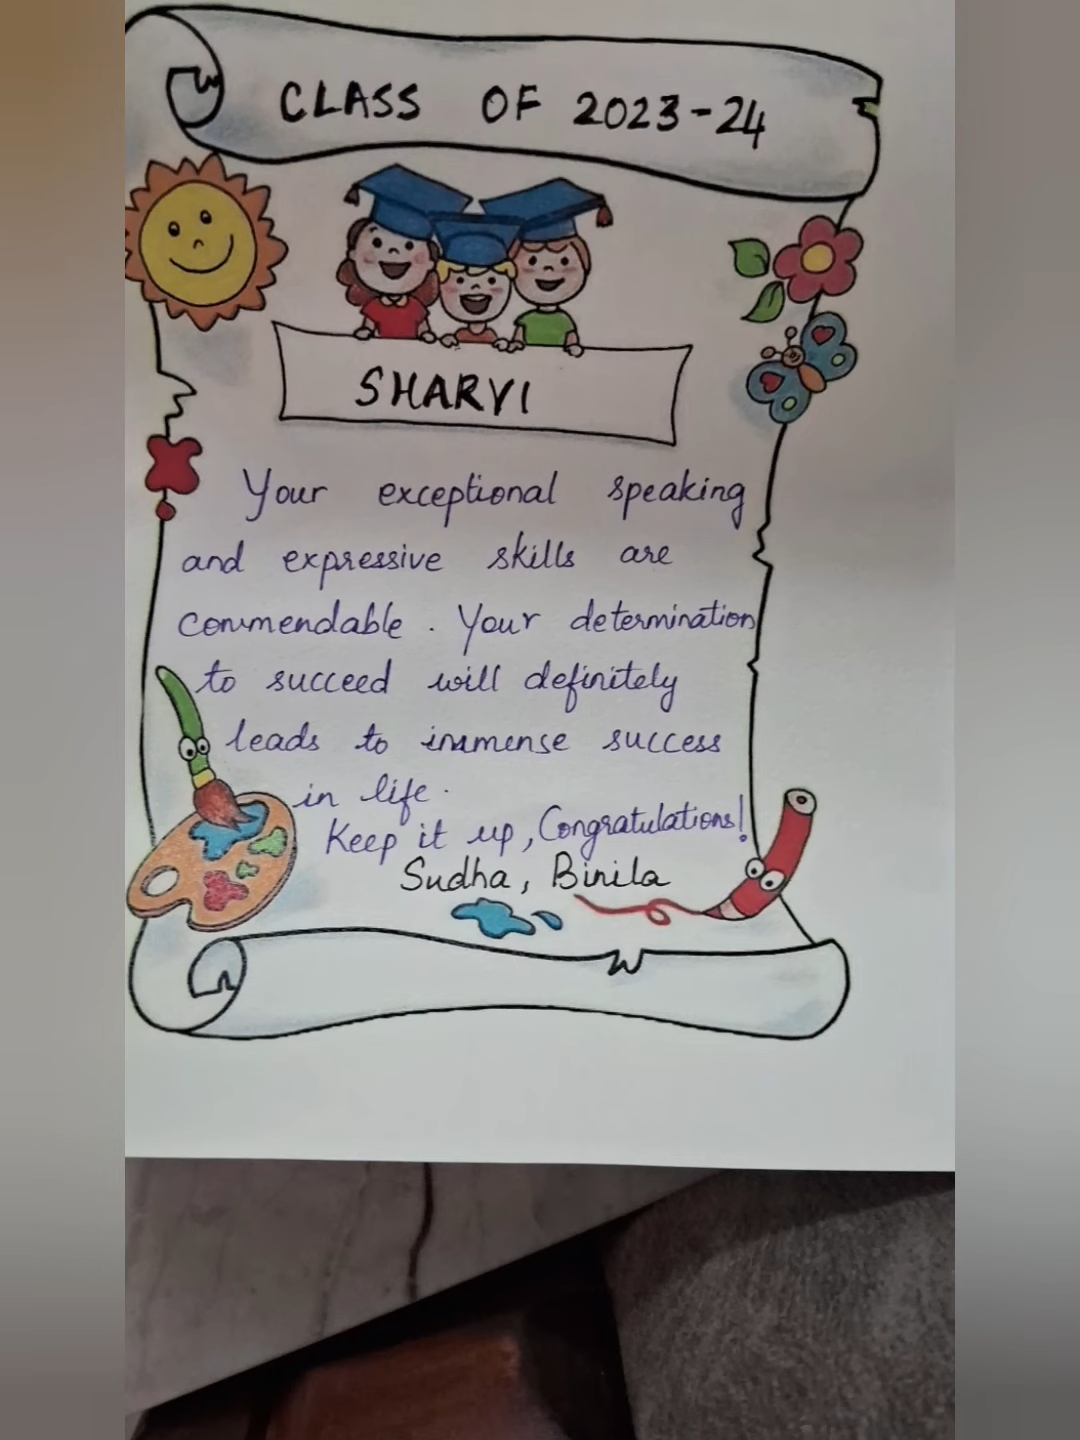 CLASS OF 2023-24
SHARVI
Your exceptional speaking
and expressive skills are
commendable. Your determination
to succeed will definitely
leads to immense success
in life.
Keep it up, Congratulations!
Sudha, Binila